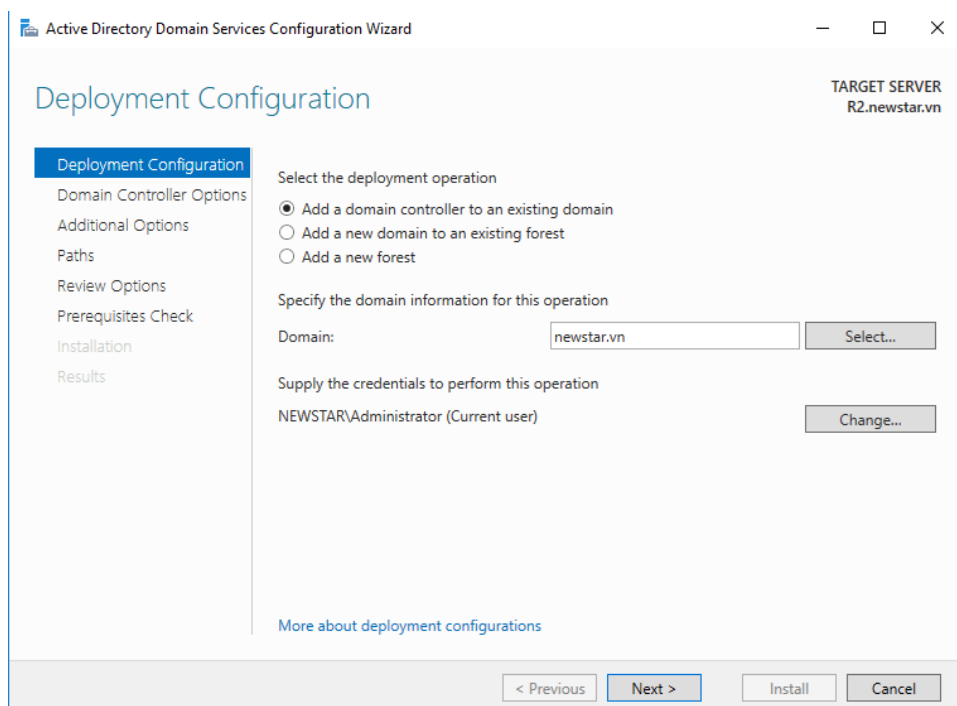 Active Directory Domain Services Configuration Wizard
Deployment Configuration
TARGET SERVER
R2.newstar.vn
Deployment Configuration
Domain Controller Options
Additional Options
Paths
Review Options
Prerequisites Check
Installation
Results
Select the deployment operation
Add a domain controller to an existing domain
Add a new domain to an existing forest
Add a new forest
Specify the domain information for this operation
Domain: newstar.vn Select...
Supply the credentials to perform this operation
NEWSTAR\Administrator (Current user) Change...
More about deployment configurations
< Previous Next > Install Cancel